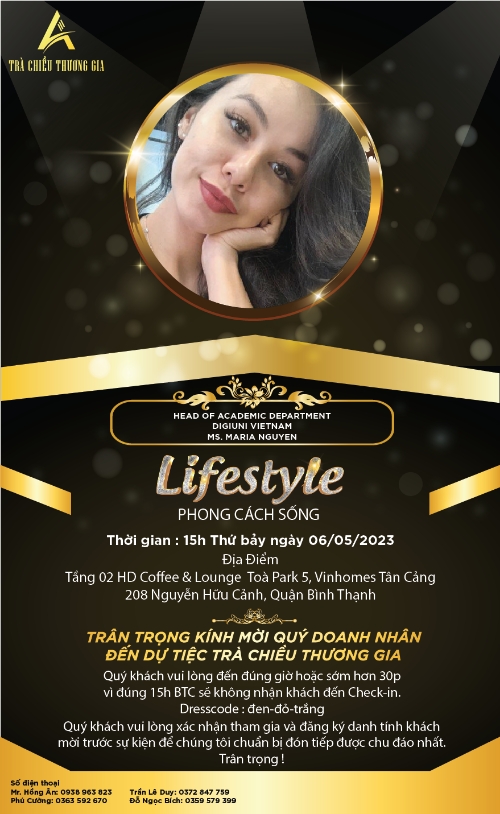 TRÀ CHIỀU THƯƠNG GIA
HEAD OF ACADEMIC DEPARTMENT
DIGIUNI VIETNAM
MS. MARIA NGUYEN
Lifestyle
PHONG CÁCH SỐNG
Thời gian : 15h Thứ bảy ngày 06/05/2023
Địa Điểm
Tầng 02 HD Coffee & Lounge Toà Park 5, Vinhomes Tân Cảng
208 Nguyễn Hữu Cảnh, Quận Bình Thạnh
TRÂN TRỌNG KÍNH MỜI QUÝ DOANH NHÂN
ĐẾN DỰ TIỆC TRÀ CHIỀU THƯƠNG GIA
Quý khách vui lòng đến đúng giờ hoặc sớm hơn 30p
vì đúng 15h BTC sẽ không nhận khách đến Check-in.
Dresscode : đen-đỏ-trắng
Quý khách vui lòng xác nhận tham gia và đăng ký danh tính khách
mời trước sự kiện để chúng tôi chuẩn bị đón tiếp được chu đáo nhất.
Trân trọng !
Số điện thoại
Mr. Hồng Ân: 0938 963 823 Trần Lê Duy: 0372 847 759
Phú Cường: 0363 592 670 Đỗ Ngọc Bích: 0359 579 399